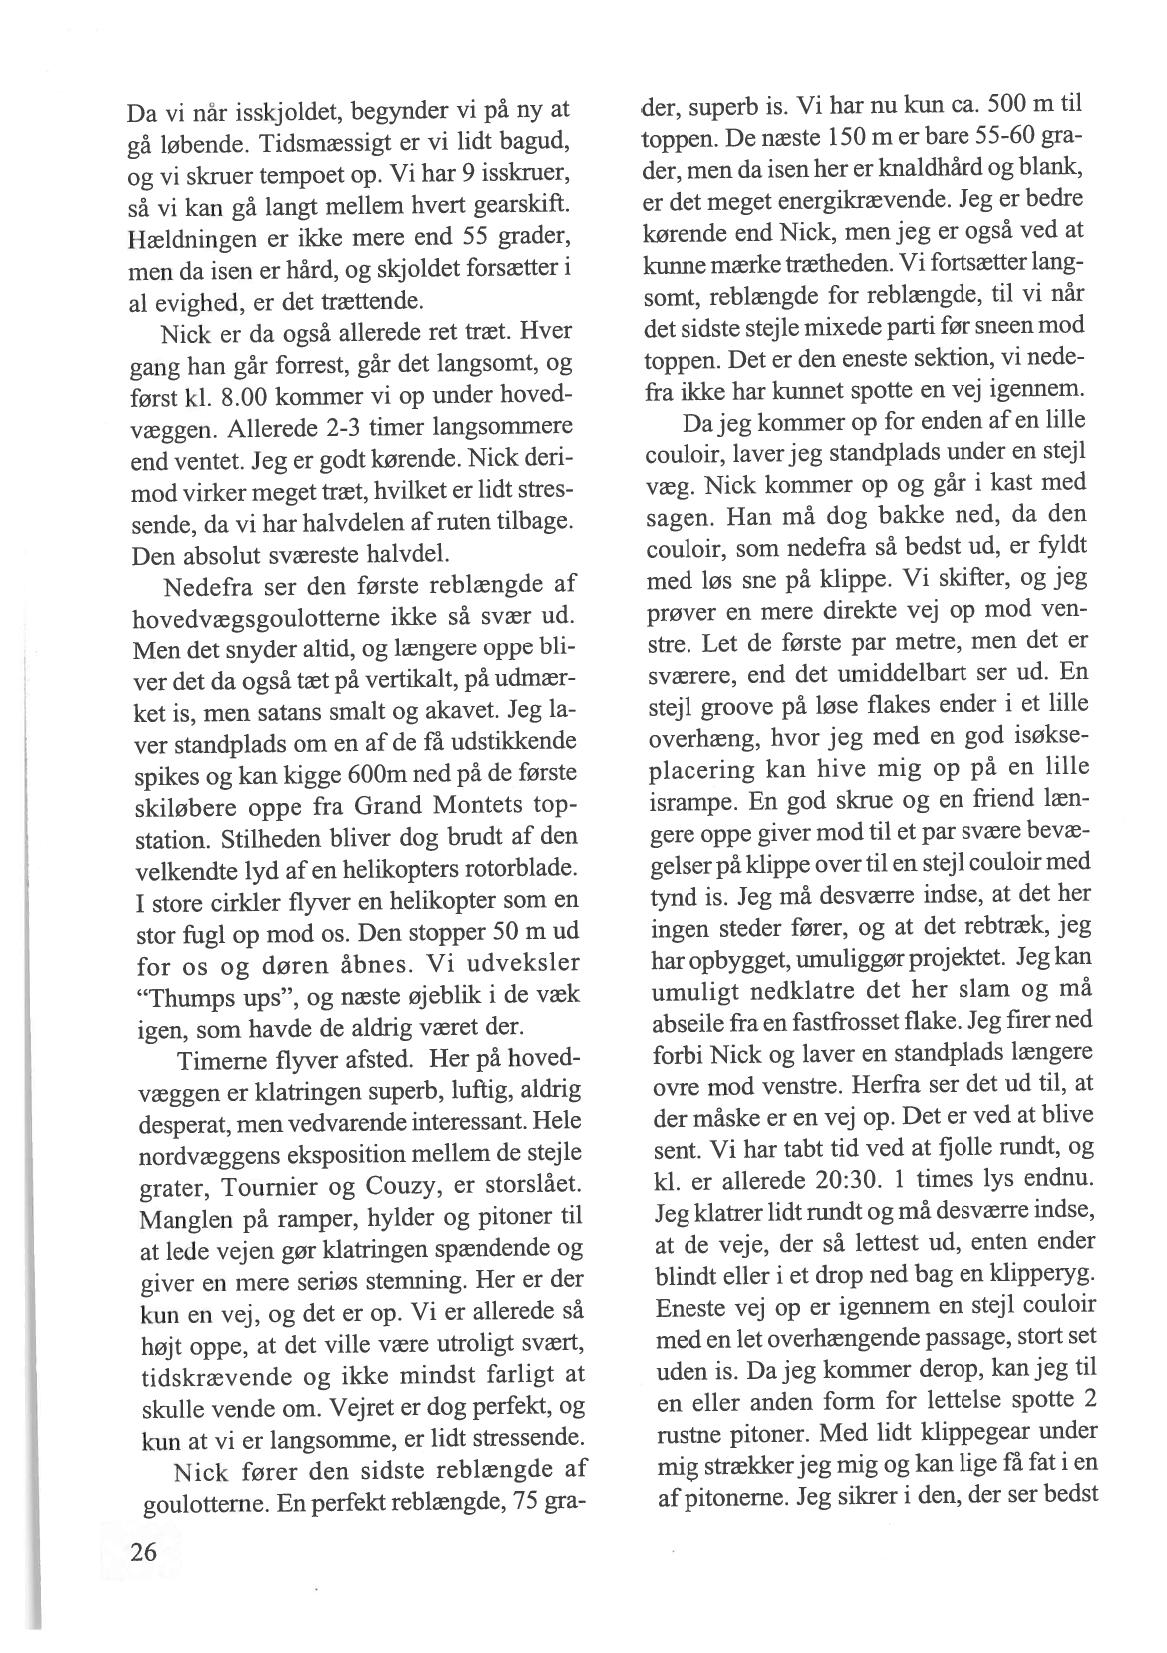 Da vi når isskjoldet, begynder vi på ny at
gå løbende. Tidsmæssigt er vi lidt bagud,
og vi skruer tempoet op. Vi har 9 isskruer,
så vi kan gå langt mellem hvert gearskift.
Hældningen er ikke mere end 55 grader,
men da isen er hård, og skjoldet forsætter i
al evighed, er det trættende.
Nick er da også allerede ret træt. Hver
gang han går forrest, går det langsomt, og
først kl. 8.00 kommer vi op under hoved-
væggen. Allerede 2-3 timer langsommere
end ventet. Jeg er godt kørende. Nick deri-
mod virker meget træt, hvilket er lidt stres-
sende, da vi har halvdelen af ruten tilbage.
Den absolut sværeste halvdel.
Nedefra ser den første reblængde af
hovedvægsgoulotterne ikke så svær ud.
Men det snyder altid, og længere oppe bli-
ver det da også tæt på vertikalt, på udmær-
ket is, men satans smalt og akavet. Jeg la-
ver standplads om en af de få udstikkende
spikes og kan kigge 600m ned på de første
skiløbere oppe fra Grand Montets top-
station. Stilheden bliver dog brudt af den
velkendte lyd af en helikopters rotorblade.
I store cirkler flyver en helikopter som en
stor fugl op mod os. Den stopper 50 m ud
for os og døren åbnes. Vi udveksler
“Thumps ups”, og næste øjeblik i de væk
igen, som havde de aldrig været der.
Timerne flyver afsted. Her på hoved-
væggen er klatringen superb, luftig, aldrig
desperat, men vedvarende interessant. Hele
nordvæggens eksposition mellem de stejle
grater, Tournier og Couzy, er storslået.
Manglen på ramper, hylder og pitoner til
at lede vejen gør klatringen spændende og
giver en mere seriøs stemning. Her er der
kun en vej, og det er op. Vi er allerede så
højt oppe, at det ville være utroligt svært,
tidskrævende og ikke mindst farligt at
skulle vende om. Vejret er dog perfekt, og
kun at vi er langsomme, er lidt stressende.
Nick fører den sidste reblængde af
goulotterne. En perfekt reblængde, 75 gra-
26
der, superb is. Vi har nu kun ca. 500 m til
toppen. De næste 150 m er bare 55-60 gra-
der, men da isen her er knaldhård og blank,
er det meget energikrævende. Jeg er bedre
kørende end Nick, men jeg er også ved at
kunne mærke trætheden. Vi fortsætter lang-
somt, reblængde for reblængde, til vi når
det sidste stejle mixede parti før sneen mod
toppen. Det er den eneste sektion, vi nede-
fra ikke har kunnet spotte en vej igennem.
Da jeg kommer op for enden af en lille
couloir, laver jeg standplads under en stejl
væg. Nick kommer op og går i kast med
sagen. Han må dog bakke ned, da den
couloir, som nedefra så bedst ud, er fyldt
med løs sne på klippe. Vi skifter, og jeg
prøver en mere direkte vej op mod ven-
stre. Let de første par metre, men det er
sværere, end det umiddelbart ser ud. En
stejl groove på løse flakes ender i et lille
overhæng, hvor jeg med en god isøkse-
placering kan hive mig op på en lille
isrampe. En god skrue og en friend læn-
gere oppe giver mod til et par svære bevæ-
gelser på klippe over til en stejl couloir med
tynd is. Jeg må desværre indse, at det her
ingen steder fører, og at det rebtræk, jeg
har opbygget, umuliggør projektet. Jeg kan
umuligt nedklatre det her slam og må
abseile fra en fastfrosset flake. Jeg firer ned
forbi Nick og laver en standplads længere
ovre mod venstre. Herfra ser det ud til, at
der måske er en vej op. Det er ved at blive
sent. Vi har tabt tid ved at fjolle rundt, og
kl. er allerede 20:30. 1 times lys endnu.
Jeg klatrer lidt rundt og må desværre indse,
at de veje, der så lettest ud, enten ender
blindt eller i et drop ned bag en klipperyg.
Eneste vej op er igennem en stejl couloir
med en let overhængende passage, stort set
uden is. Da jeg kommer derop, kan jeg til
en eller anden form for lettelse spotte 2
rustne pitoner. Med lidt klippegear under
mig strækker jeg mig og kan lige få fat i en
af pitonerne. Jeg sikrer i den, der ser bedst